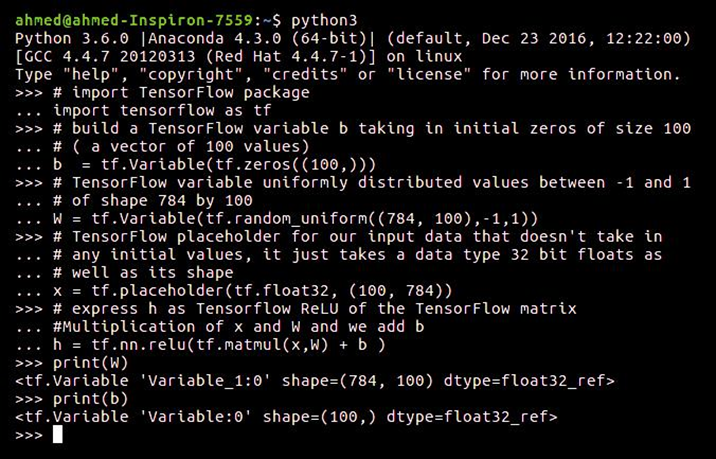 ahmed@ahmed-Inspiron-7559:~$ python3
Python 3.6.0 |Anaconda 4.3.0 (64-bit)| (default, Dec 23 2016, 12:22:00)
[GCC 4.4.7 20120313 (Red Hat 4.4.7-1)] on linux
Type "help", "copyright", "credits" or "license" for more information.
>>> # import TensorFlow package
... import tensorflow as tf
>>> # build a TensorFlow variable b taking in initial zeros of size 100
... # ( a vector of 100 values)
... b  = tf.Variable(tf.zeros((100,)))
>>> # TensorFlow variable uniformly distributed values between -1 and 1
... # of shape 784 by 100
... W = tf.Variable(tf.random_uniform((784, 100),-1,1))
>>> # TensorFlow placeholder for our input data that doesn't take in
... # any initial values, it just takes a data type 32 bit floats as
... # well as its shape
... x = tf.placeholder(tf.float32, (100, 784))
>>> # express h as Tensorflow ReLU of the TensorFlow matrix
... #Multiplication of x and W and we add b
... h = tf.nn.relu(tf.matmul(x,W) + b )
>>> print(W)
<tf.Variable 'Variable_1:0' shape=(784, 100) dtype=float32_ref>
>>> print(b)
<tf.Variable 'Variable:0' shape=(100,) dtype=float32_ref>
>>>